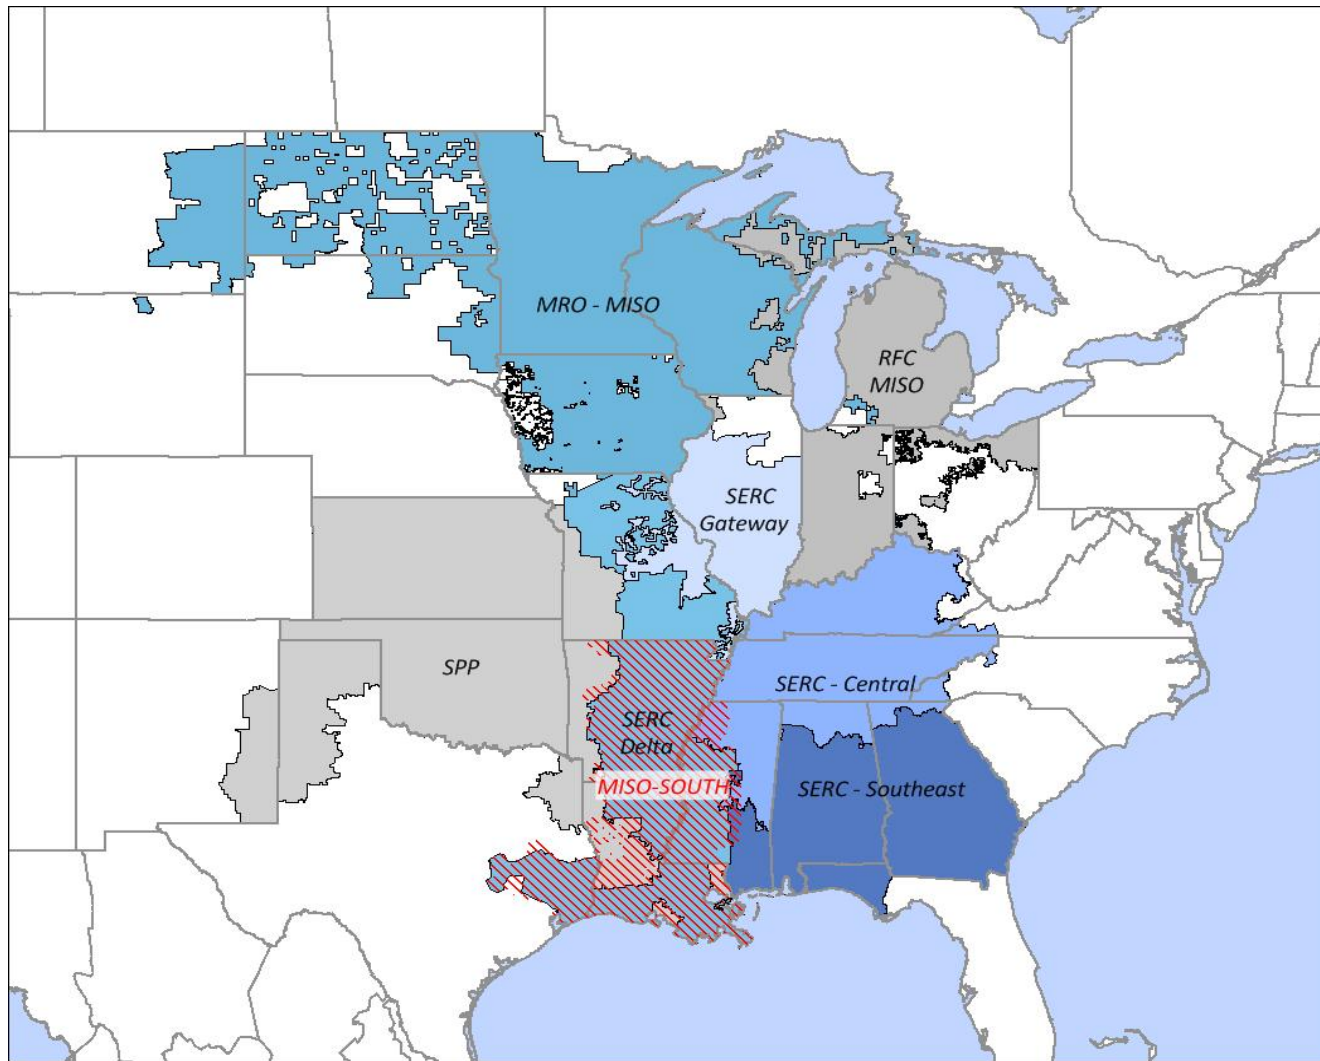 MRO - MISO
RFC
MISO
SERC
Gateway
SPP
SERC - Central
SERC
Delta
MISO-SOUTH
SERC - Southeast